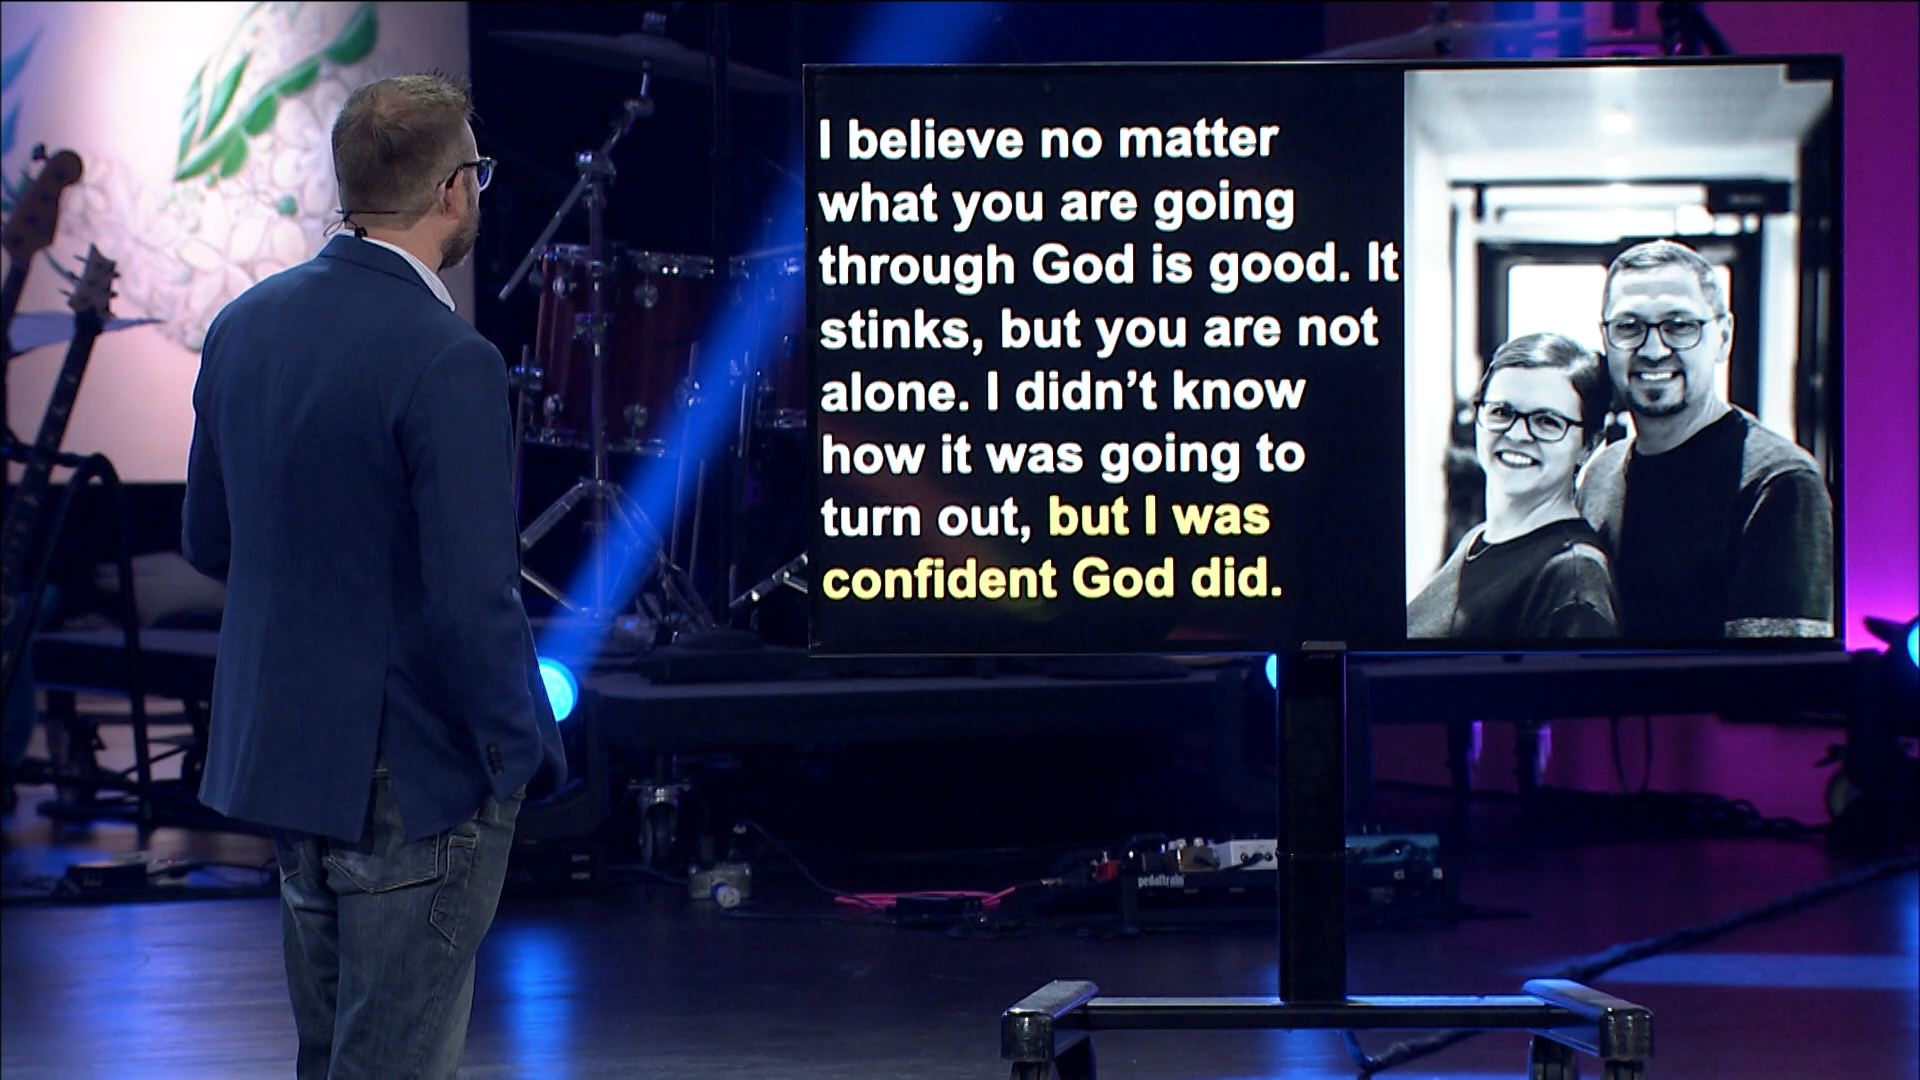 I believe no matter
what you are going
through God is good. It
stinks, but you are not
alone. I didn’t know
how it was going to
turn out, but I was
confident God did.
pedaltrain